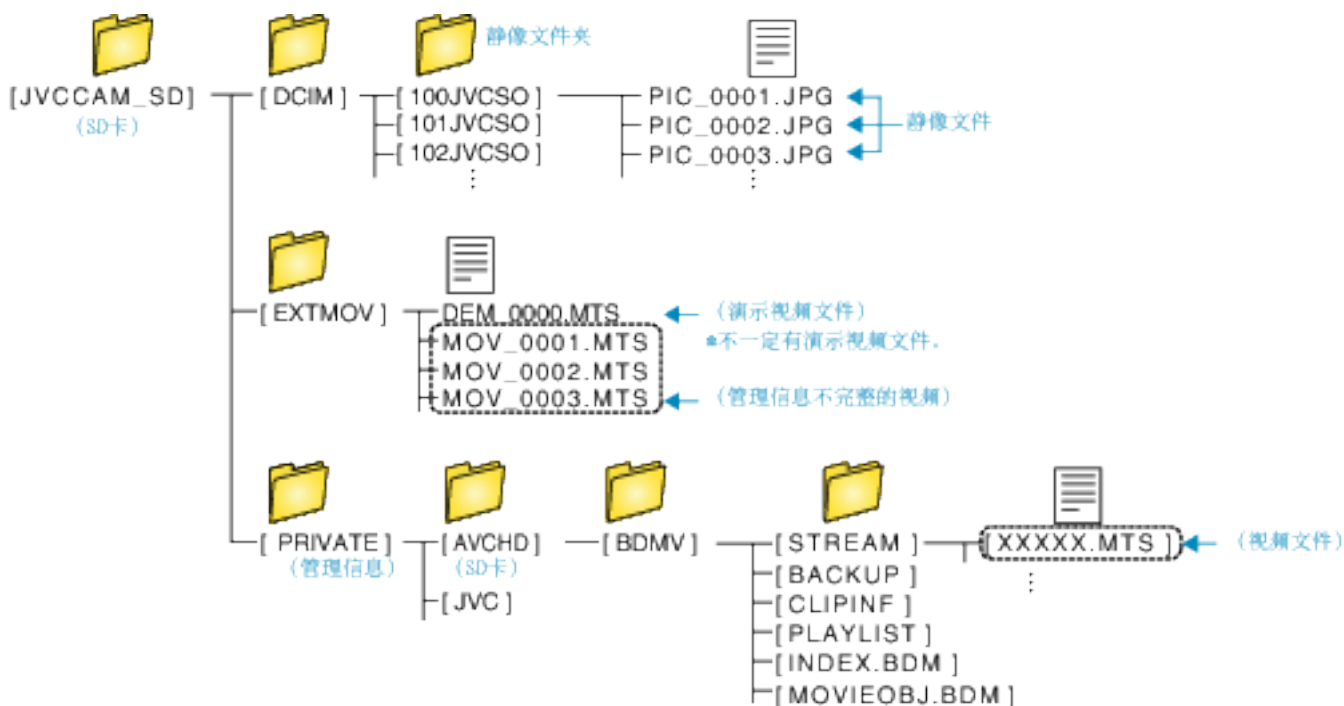 静像文件夹
[JVCCAM_SD]
(SD卡)
[DCIM]
[100JVCSO]
[101JVCSO]
[102JVCSO]
PIC_0001.JPG
PIC_0002.JPG
PIC_0003.JPG
静像文件
[EXTMOV]
DEM_0000.MTS
(演示视频文件)
MOV_0001.MTS
*不一定有演示视频文件.
MOV_0002.MTS
MOV_0003.MTS
(管理信息不完整的视频)
[PRIVATE]
(管理信息)
[AVCHD]
(SD卡)
[JVC]
[BDMV]
[STREAM]
[BACKUP]
[CLIPINF]
[PLAYLIST]
[INDEX.BDM]
[MOVIEOBJ.BDM]
[XXXXX.MTS]
(视频文件)